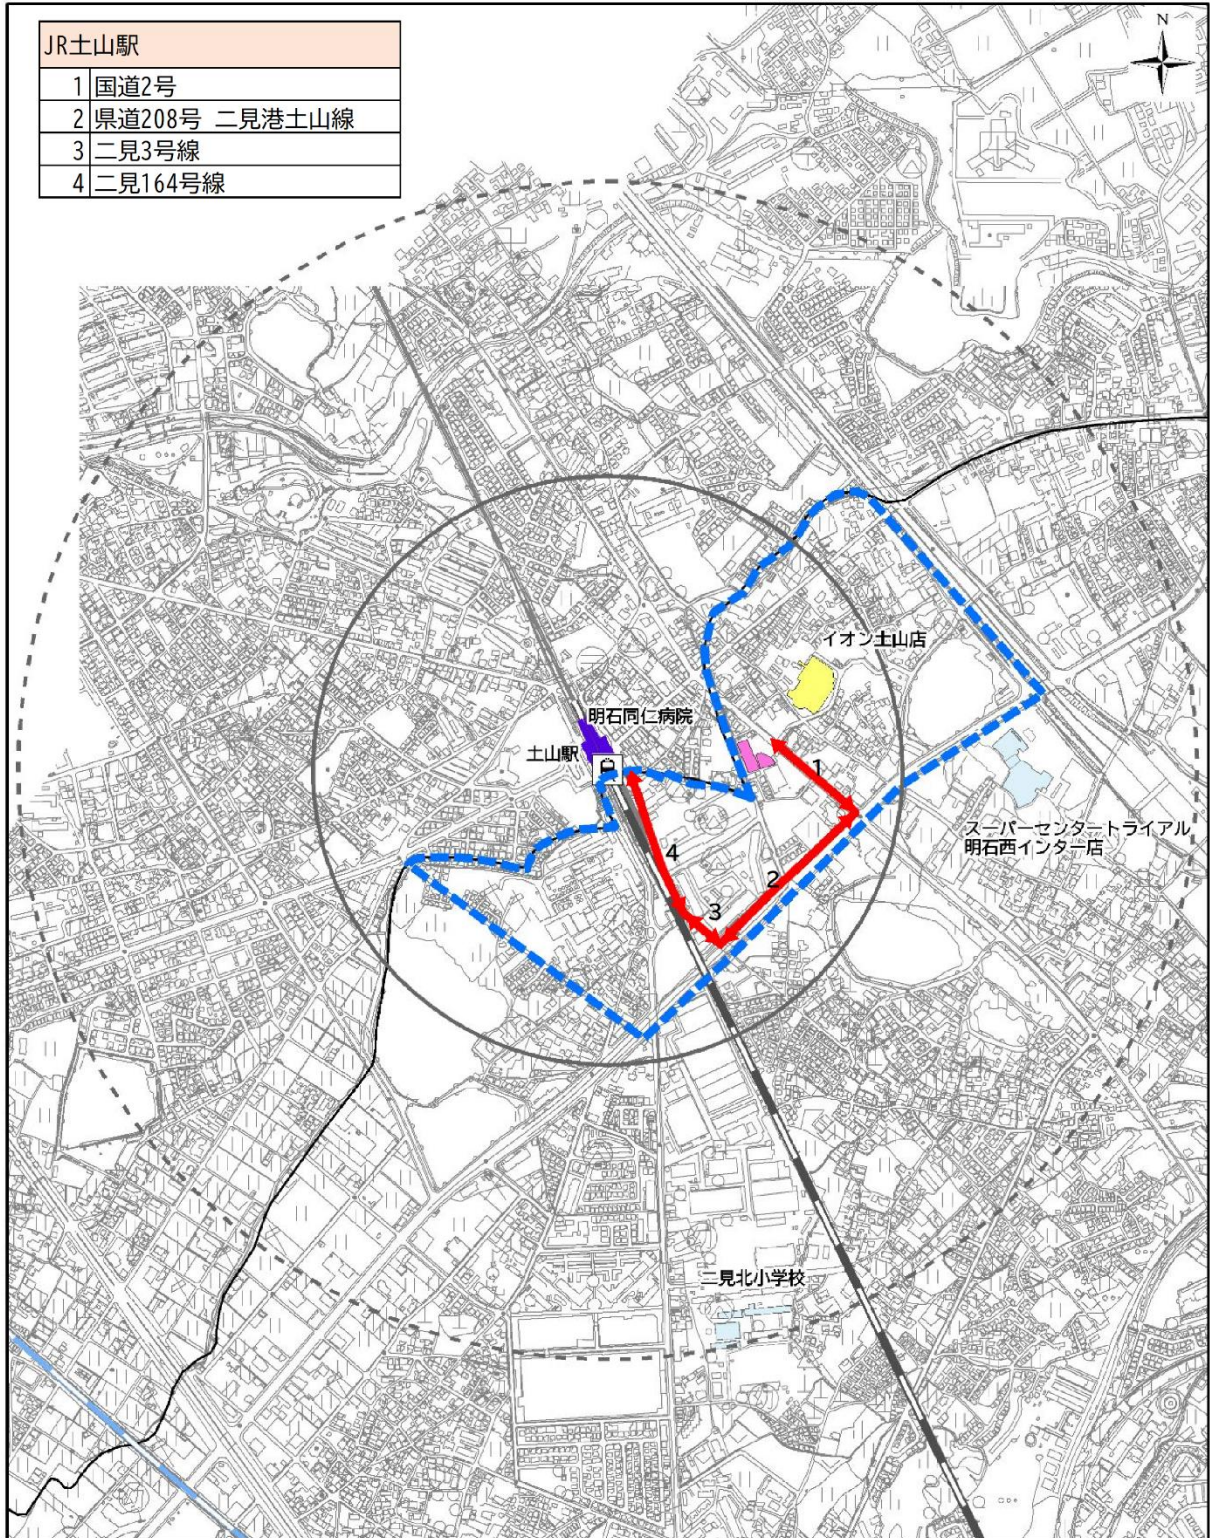 JR土山駅
1 国道2号
2 県道208号 二見港土山線
3 二見3号線
4 二見164号線
N
イオン土山店
明石同仁病院
土山駅
1
スーパーセンタートライアル
明石西インター店
4
2
3
二見北小学校